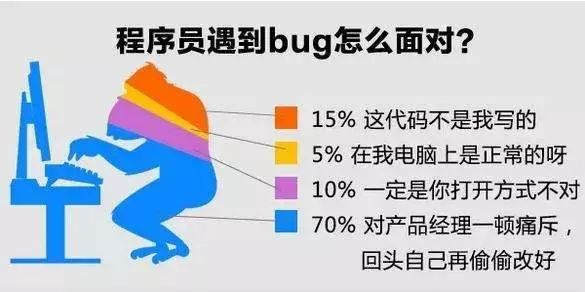 程序员遇到bug怎么面对?
15% 这代码不是我写的
5% 在我电脑上是正常的呀
10% 一定是你打开方式不对
70% 对产品经理一顿痛斥，
回头自己再偷偷改好